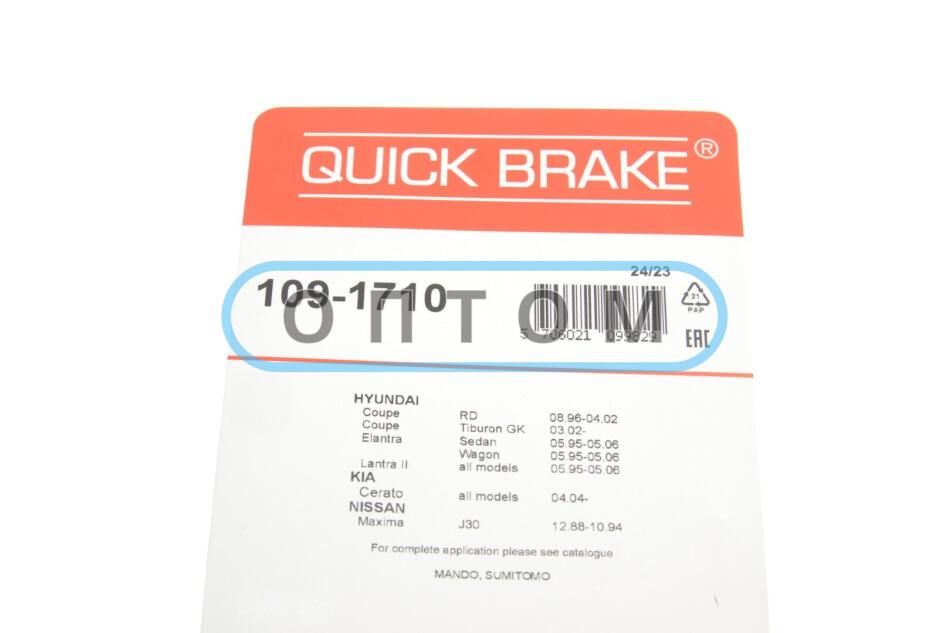 QUICK BRAKE®
24/23
109-1710
ОПТОМ
21
PAP
5 706021 099829
EAC
HYUNDAI
Coupe RD 08.96-04.02
Coupe Tiburon GK 03.02-
Elantra Sedan 05.95-05.06
Wagon 05.95-05.06
Lantra II all models 05.95-05.06
KIA
Cerato all models 04.04-
NISSAN
Maxima J30 12.88-10.94
For complete application please see catalogue
MANDO, SUMITOMO